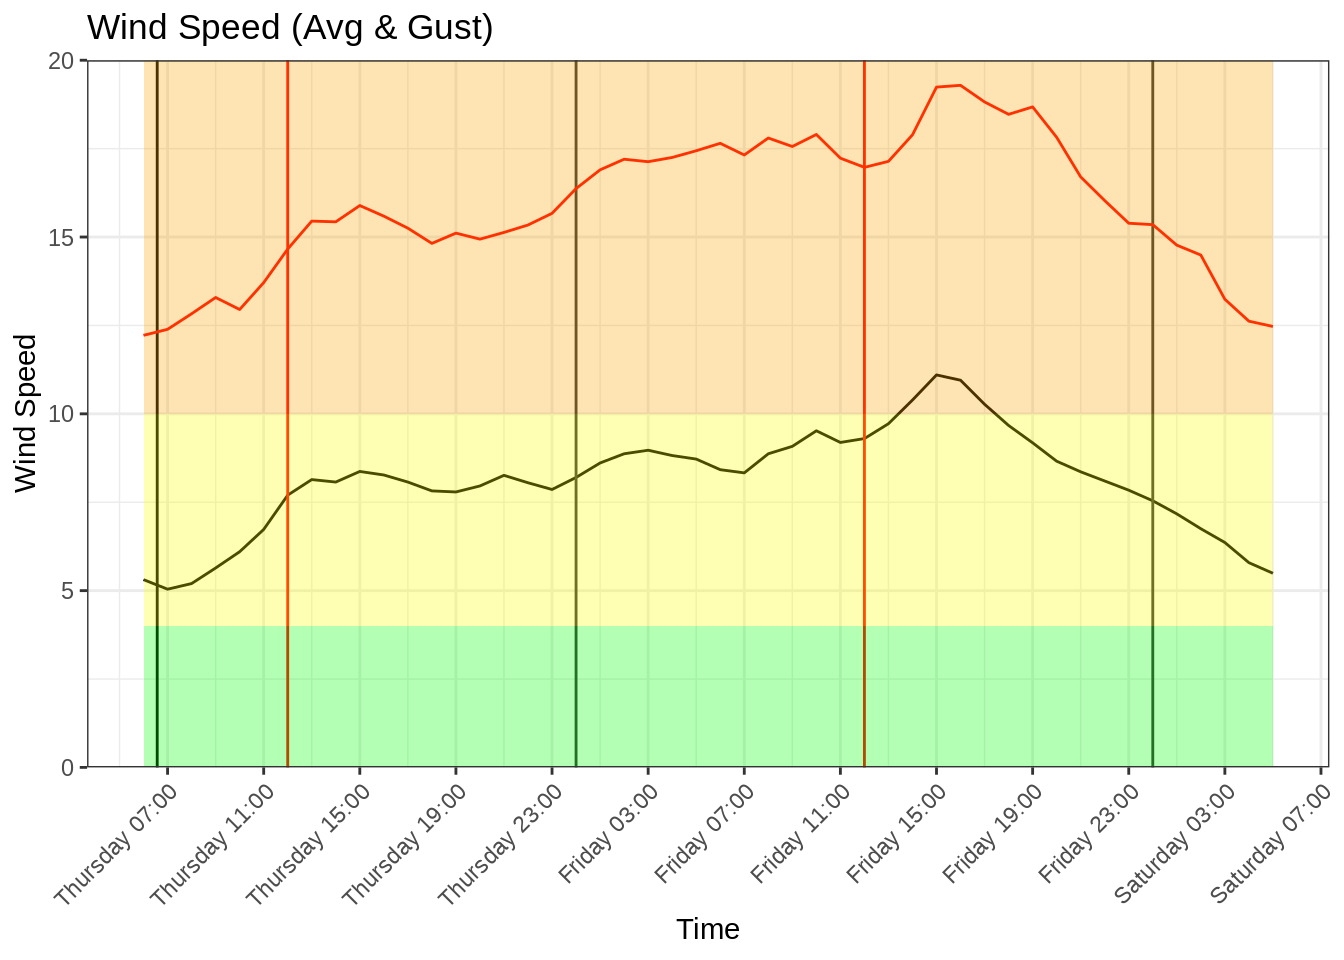 Wind Speed (Avg & Gust)
20
15
10
5
0
Wind Speed
Thursday 07:00
Thursday 11:00
Thursday 15:00
Thursday 19:00
Thursday 23:00
Friday 03:00
Friday 07:00
Friday 11:00
Friday 15:00
Friday 19:00
Friday 23:00
Saturday 03:00
Saturday 07:00
Time